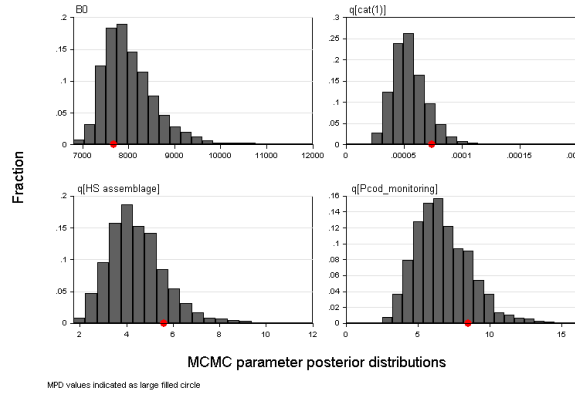 B0
q[cat(1)]
.2
.15
.1
.05
0
7000 8000 9000 10000 11000 12000
.3
.25
.2
.15
.1
.05
0
0 .00005 .0001 .00015
Fraction
q[HS assemblage]
q[Pcod_monitoring]
.2
.15
.1
.05
0
2 4 6 8 10 12
.16
.14
.12
.1
.08
.06
.04
.02
0
0 5 10 15
MCMC parameter posterior distributions
MPD values indicated as large filled circle